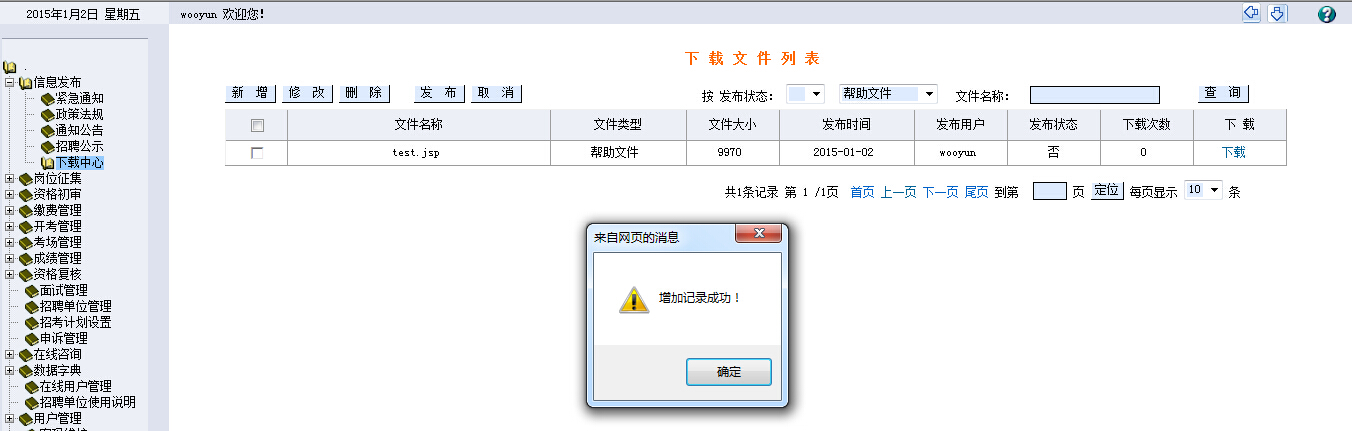 2015年1月2日 星期五
wooyun 欢迎您!
信息发布
紧急通知
政策法规
通知公告
招聘公示
下载中心
岗位征集
资格初审
缴费管理
开考管理
考场管理
成绩管理
资格复核
面试管理
招聘单位管理
招考计划设置
申诉管理
在线咨询
数据字典
在线用户管理
招聘单位使用说明
用户管理
下 载 文 件 列 表
新 增 修 改 删 除 发 布 取 消 按 发布状态: 帮助文件 文件名称: 查 询
文件名称 文件类型 文件大小 发布时间 发布用户 发布状态 下载次数 下 载
test.jsp 帮助文件 9970 2015-01-02 wooyun 否 0 下载
共1条记录 第 1 /1页 首页 上一页 下一页 尾页 到第 页 定位 每页显示 10 条
来自网页的消息
增加记录成功！
确定